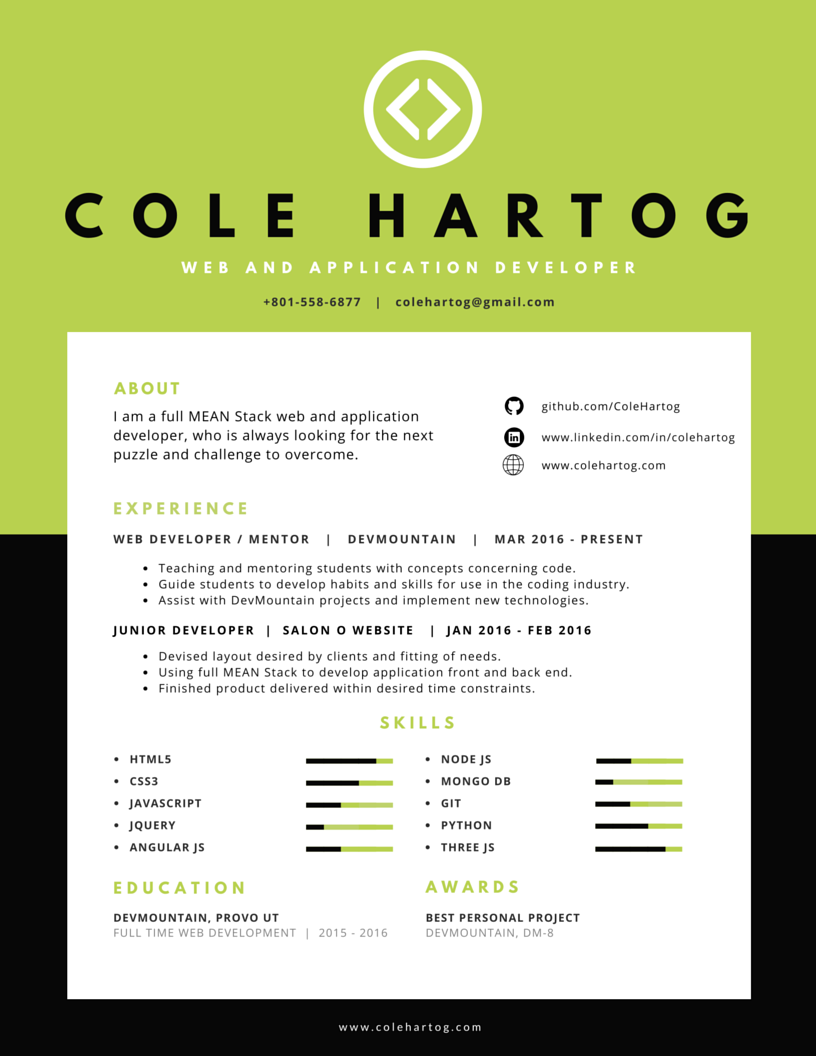 COLE HARTOG
WEB AND APPLICATION DEVELOPER
+801-558-6877 | colehartog@gmail.com
ABOUT
I am a full MEAN Stack web and application
developer, who is always looking for the next
puzzle and challenge to overcome.
github.com/ColeHartog
www.linkedin.com/in/colehartog
www.colehartog.com
EXPERIENCE
WEB DEVELOPER / MENTOR | DEVMOUNTAIN | MAR 2016 - PRESENT
• Teaching and mentoring students with concepts concerning code.
• Guide students to develop habits and skills for use in the coding industry.
• Assist with DevMountain projects and implement new technologies.
JUNIOR DEVELOPER | SALON O WEBSITE | JAN 2016 - FEB 2016
• Devised layout desired by clients and fitting of needs.
• Using full MEAN Stack to develop application front and back end.
• Finished product delivered within desired time constraints.
SKILLS
• HTML5
• CSS3
• JAVASCRIPT
• JQUERY
• ANGULAR JS
• NODE JS
• MONGO DB
• GIT
• PYTHON
• THREE JS
EDUCATION
DEVMOUNTAIN, PROVO UT
FULL TIME WEB DEVELOPMENT | 2015 - 2016
AWARDS
BEST PERSONAL PROJECT
DEVMOUNTAIN, DM-8
www.colehartog.com